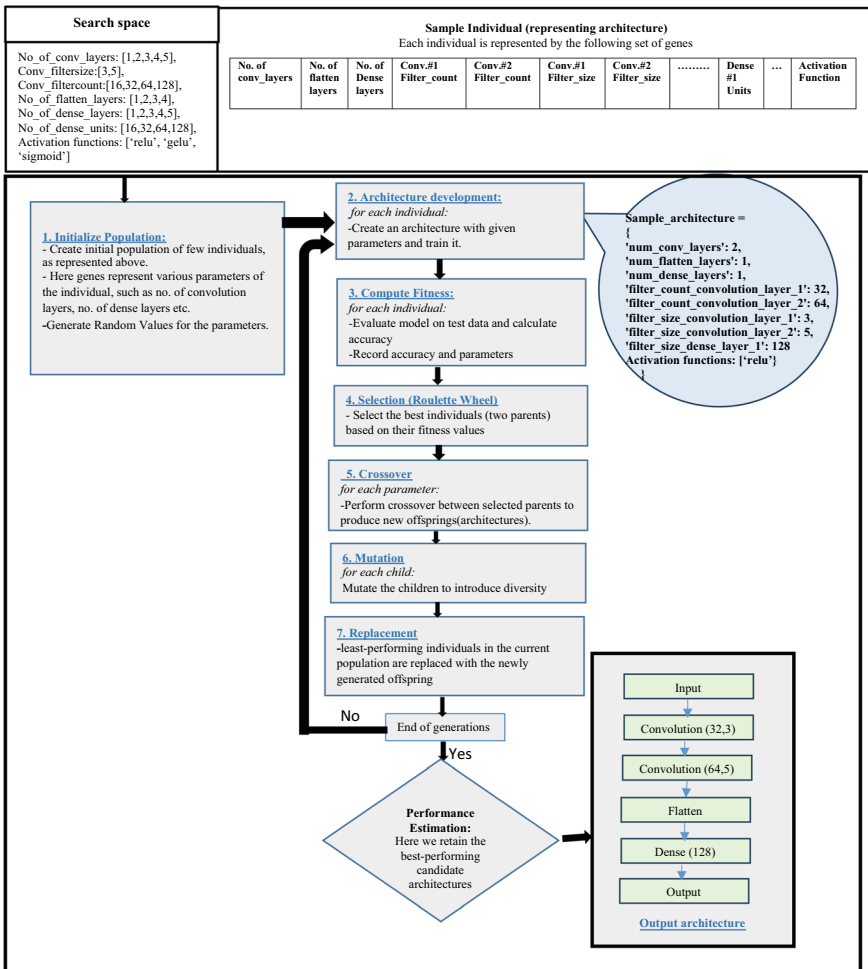 Search space
No_of_conv_layers: [1,2,3,4,5],
Conv_filtersize:[3,5],
Conv_filtercount:[16,32,64,128],
No_of_flatten_layers: [1,2,3,4],
No_of_dense_layers: [1,2,3,4,5],
No_of_dense_units: [16,32,64,128],
Activation functions: [‘relu’, ‘gelu’,
‘sigmoid’]
Sample Individual (representing architecture)
Each individual is represented by the following set of genes
No. of conv_layers
No. of flatten layers
No. of Dense layers
Conv.#1 Filter_count
Conv.#2 Filter_count
Conv.#1 Filter_size
Conv.#2 Filter_size
………
Dense #1 Units
…
Activation Function
1. Initialize Population:
- Create initial population of few individuals,
as represented above.
- Here genes represent various parameters of
the individual, such as no. of convolution
layers, no. of dense layers etc.
-Generate Random Values for the parameters.
2. Architecture development:
for each individual:
-Create an architecture with given
parameters and train it.
Sample_architecture =
{
'num_conv_layers': 2,
'num_flatten_layers': 1,
'num_dense_layers': 1,
'filter_count_convolution_layer_1': 32,
'filter_count_convolution_layer_2': 64,
'filter_size_convolution_layer_1': 3,
'filter_size_convolution_layer_2': 5,
'filter_size_dense_layer_1': 128
Activation functions: [‘relu’}
}
3. Compute Fitness:
for each individual:
-Evaluate model on test data and calculate
accuracy
-Record accuracy and parameters
4. Selection (Roulette Wheel)
- Select the best individuals (two parents)
based on their fitness values
5. Crossover
for each parameter:
-Perform crossover between selected parents to
produce new offsprings(architectures).
6. Mutation
for each child:
Mutate the children to introduce diversity
7. Replacement
-least-performing individuals in the current
population are replaced with the newly
generated offspring
No
End of generations
Yes
Performance
Estimation:
Here we retain the
best-performing
candidate
architectures
Input
Convolution (32,3)
Convolution (64,5)
Flatten
Dense (128)
Output
Output architecture